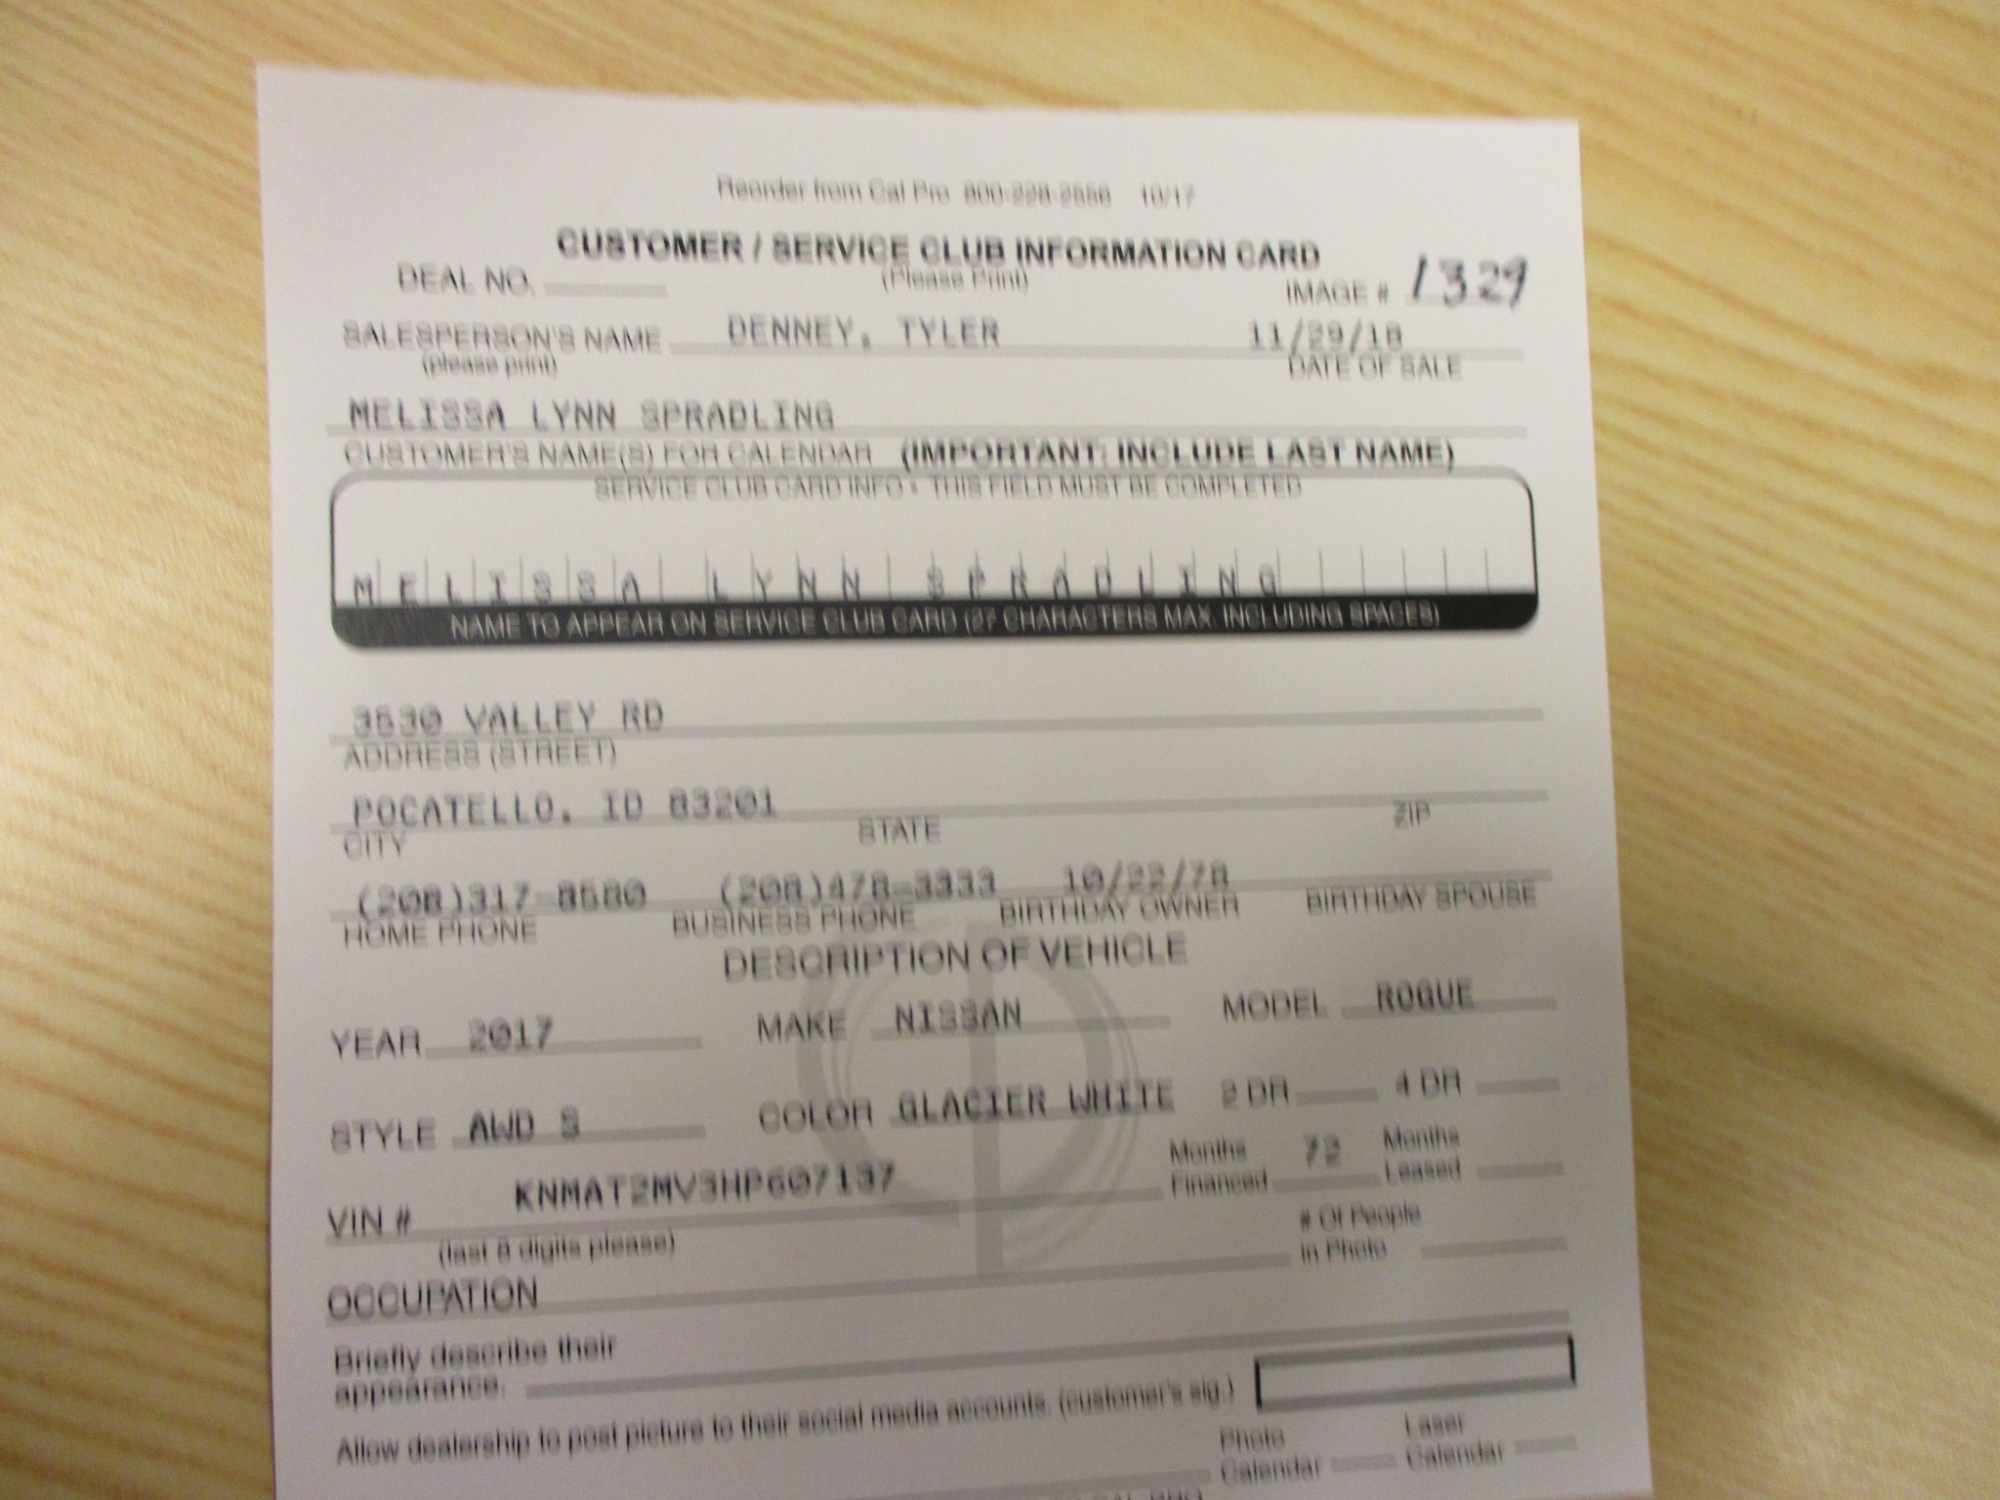 Reorder from Cal Pro 800-228-2556 10/17
CUSTOMER / SERVICE CLUB INFORMATION CARD
(Please Print)
DEAL NO. IMAGE # 1329
SALESPERSON'S NAME DENNEY, TYLER 11/29/18
(please print) DATE OF SALE
MELISSA LYNN SPRADLING
CUSTOMER'S NAME(S) FOR CALENDAR (IMPORTANT: INCLUDE LAST NAME)
SERVICE CLUB CARD INFO - THIS FIELD MUST BE COMPLETED
MELISSA LYNN SPRADLING
NAME TO APPEAR ON SERVICE CLUB CARD (27 CHARACTERS MAX. INCLUDING SPACES)
3530 VALLEY RD
ADDRESS (STREET)
POCATELLO, ID 83201
CITY STATE ZIP
(208)317-8580 (208)478-3333 10/22/78
HOME PHONE BUSINESS PHONE BIRTHDAY OWNER BIRTHDAY SPOUSE
DESCRIPTION OF VEHICLE
YEAR 2017 MAKE NISSAN MODEL ROGUE
STYLE AWD S COLOR GLACIER WHITE 2 DR 4 DR
VIN # KNMAT2MV3HP607137 Months Financed 72 Months Leased
(last 8 digits please) # Of People in Photo
OCCUPATION
Briefly describe their
appearance.
Allow dealership to post picture to their social media accounts. (customer's sig.)
Photo Calendar Laser Calendar